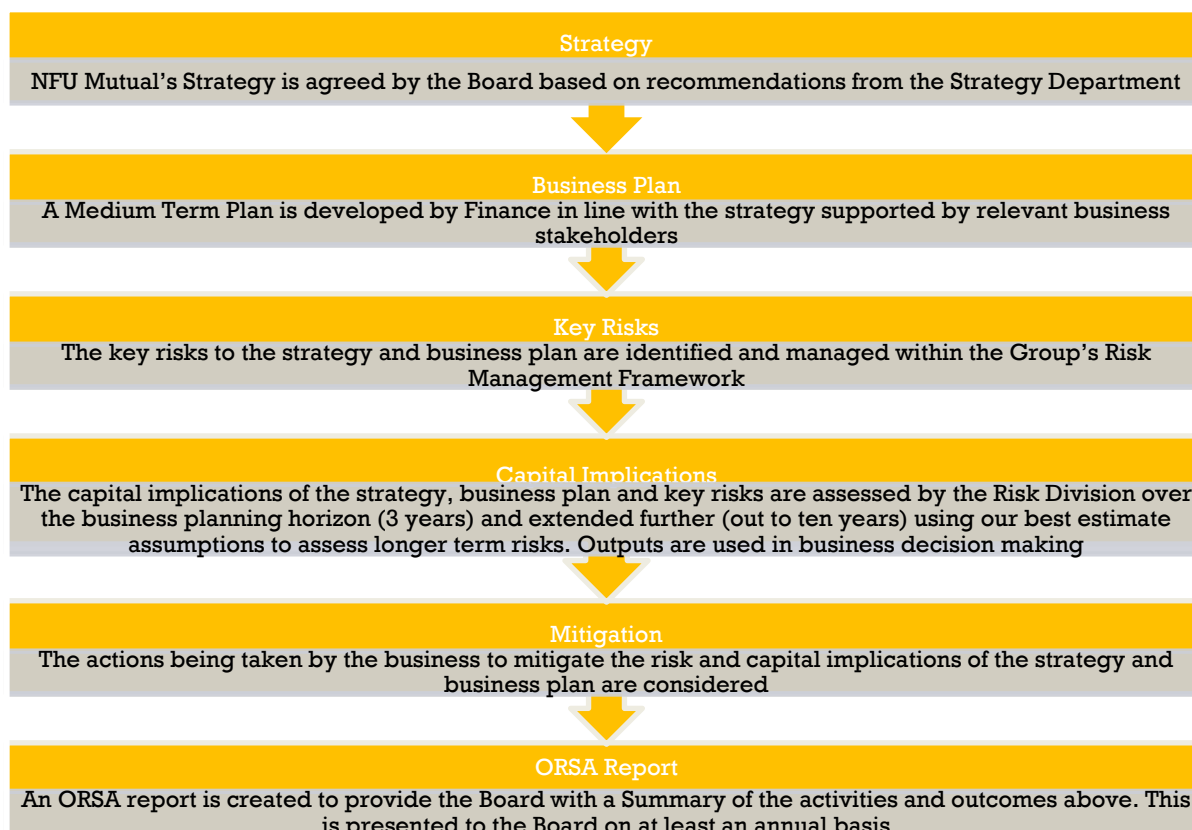 Strategy
NFU Mutual's Strategy is agreed by the Board based on recommendations from the Strategy Department
Business Plan
A Medium Term Plan is developed by Finance in line with the strategy supported by relevant business
stakeholders
Key Risks
The key risks to the strategy and business plan are identified and managed within the Group's Risk
Management Framework
Capital Implications
The capital implications of the strategy, business plan and key risks are assessed by the Risk Division over
the business planning horizon (3 years) and extended further (out to ten years) using our best estimate
assumptions to assess longer term risks. Outputs are used in business decision making
Mitigation
The actions being taken by the business to mitigate the risk and capital implications of the strategy and
business plan are considered
ORSA Report
An ORSA report is created to provide the Board with a Summary of the activities and outcomes above. This
is presented to the Board on at least an annual basis